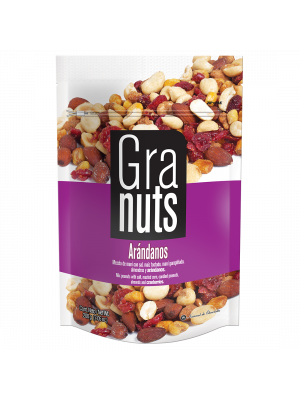 Gra
nuts
Arándanos
Mezcla de maní con sal, maíz tostado, maní garapiñado,
almendras y arándanos.
Mix peanuts with salt, roasted corn, candied peanuts,
almonds and cranberries.